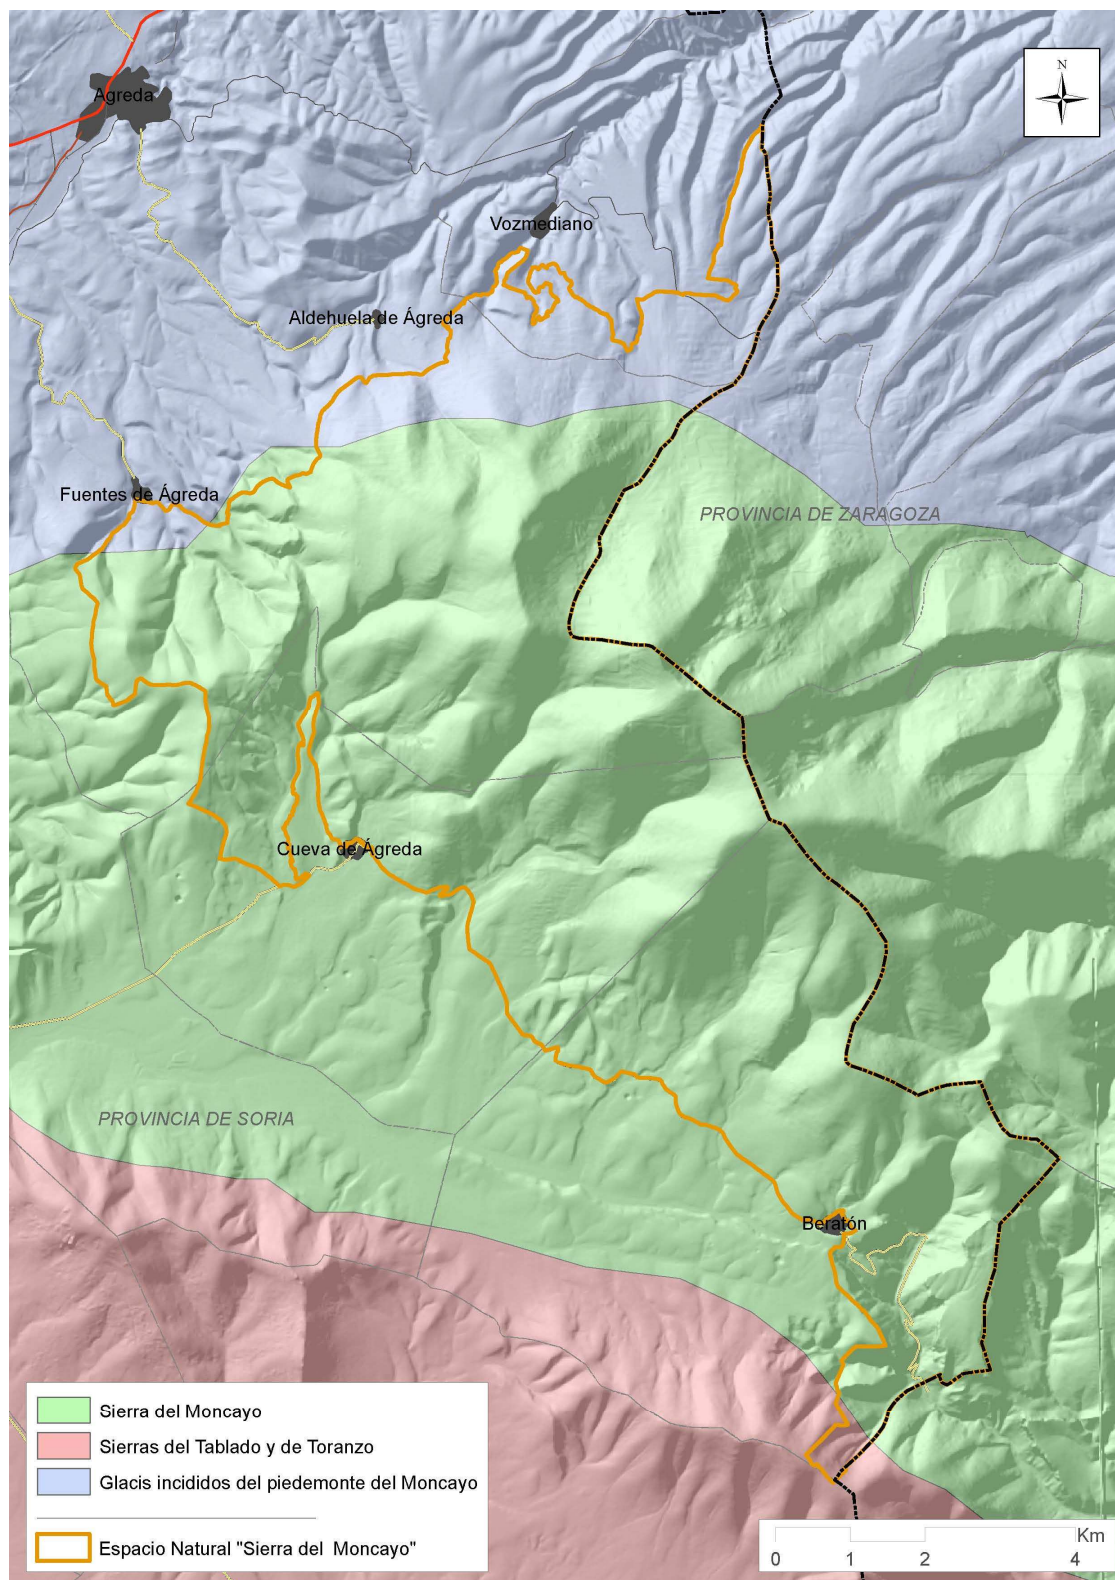 N
Ágreda
Vozmediano
Aldehuela de Ágreda
Fuentes de Ágreda
PROVINCIA DE ZARAGOZA
Cueva de Ágreda
PROVINCIA DE SORIA
Beratón
Sierra del Moncayo
Sierras del Tablado y de Toranzo
Glacis incididos del piedemonte del Moncayo
Espacio Natural "Sierra del Moncayo"
Km
0 1 2 4